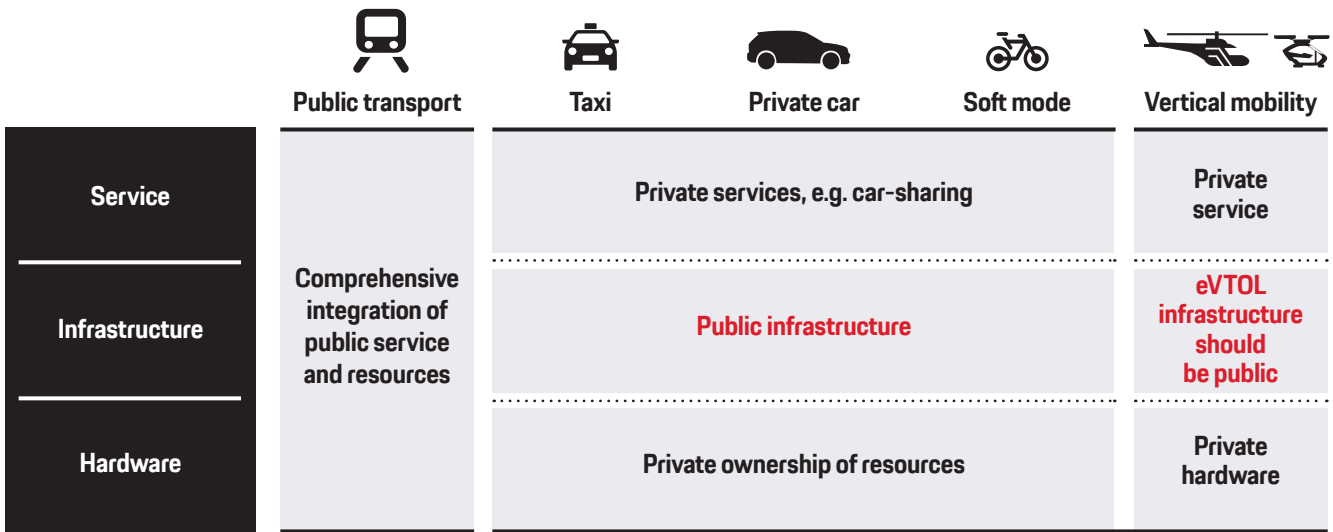 Public transport
Taxi
Private car
Soft mode
Vertical mobility
Service
Private services, e.g. car-sharing
Private
service
Comprehensive
integration of
public service
and resources
Infrastructure
Public infrastructure
eVTOL
infrastructure
should
be public
Hardware
Private ownership of resources
Private
hardware